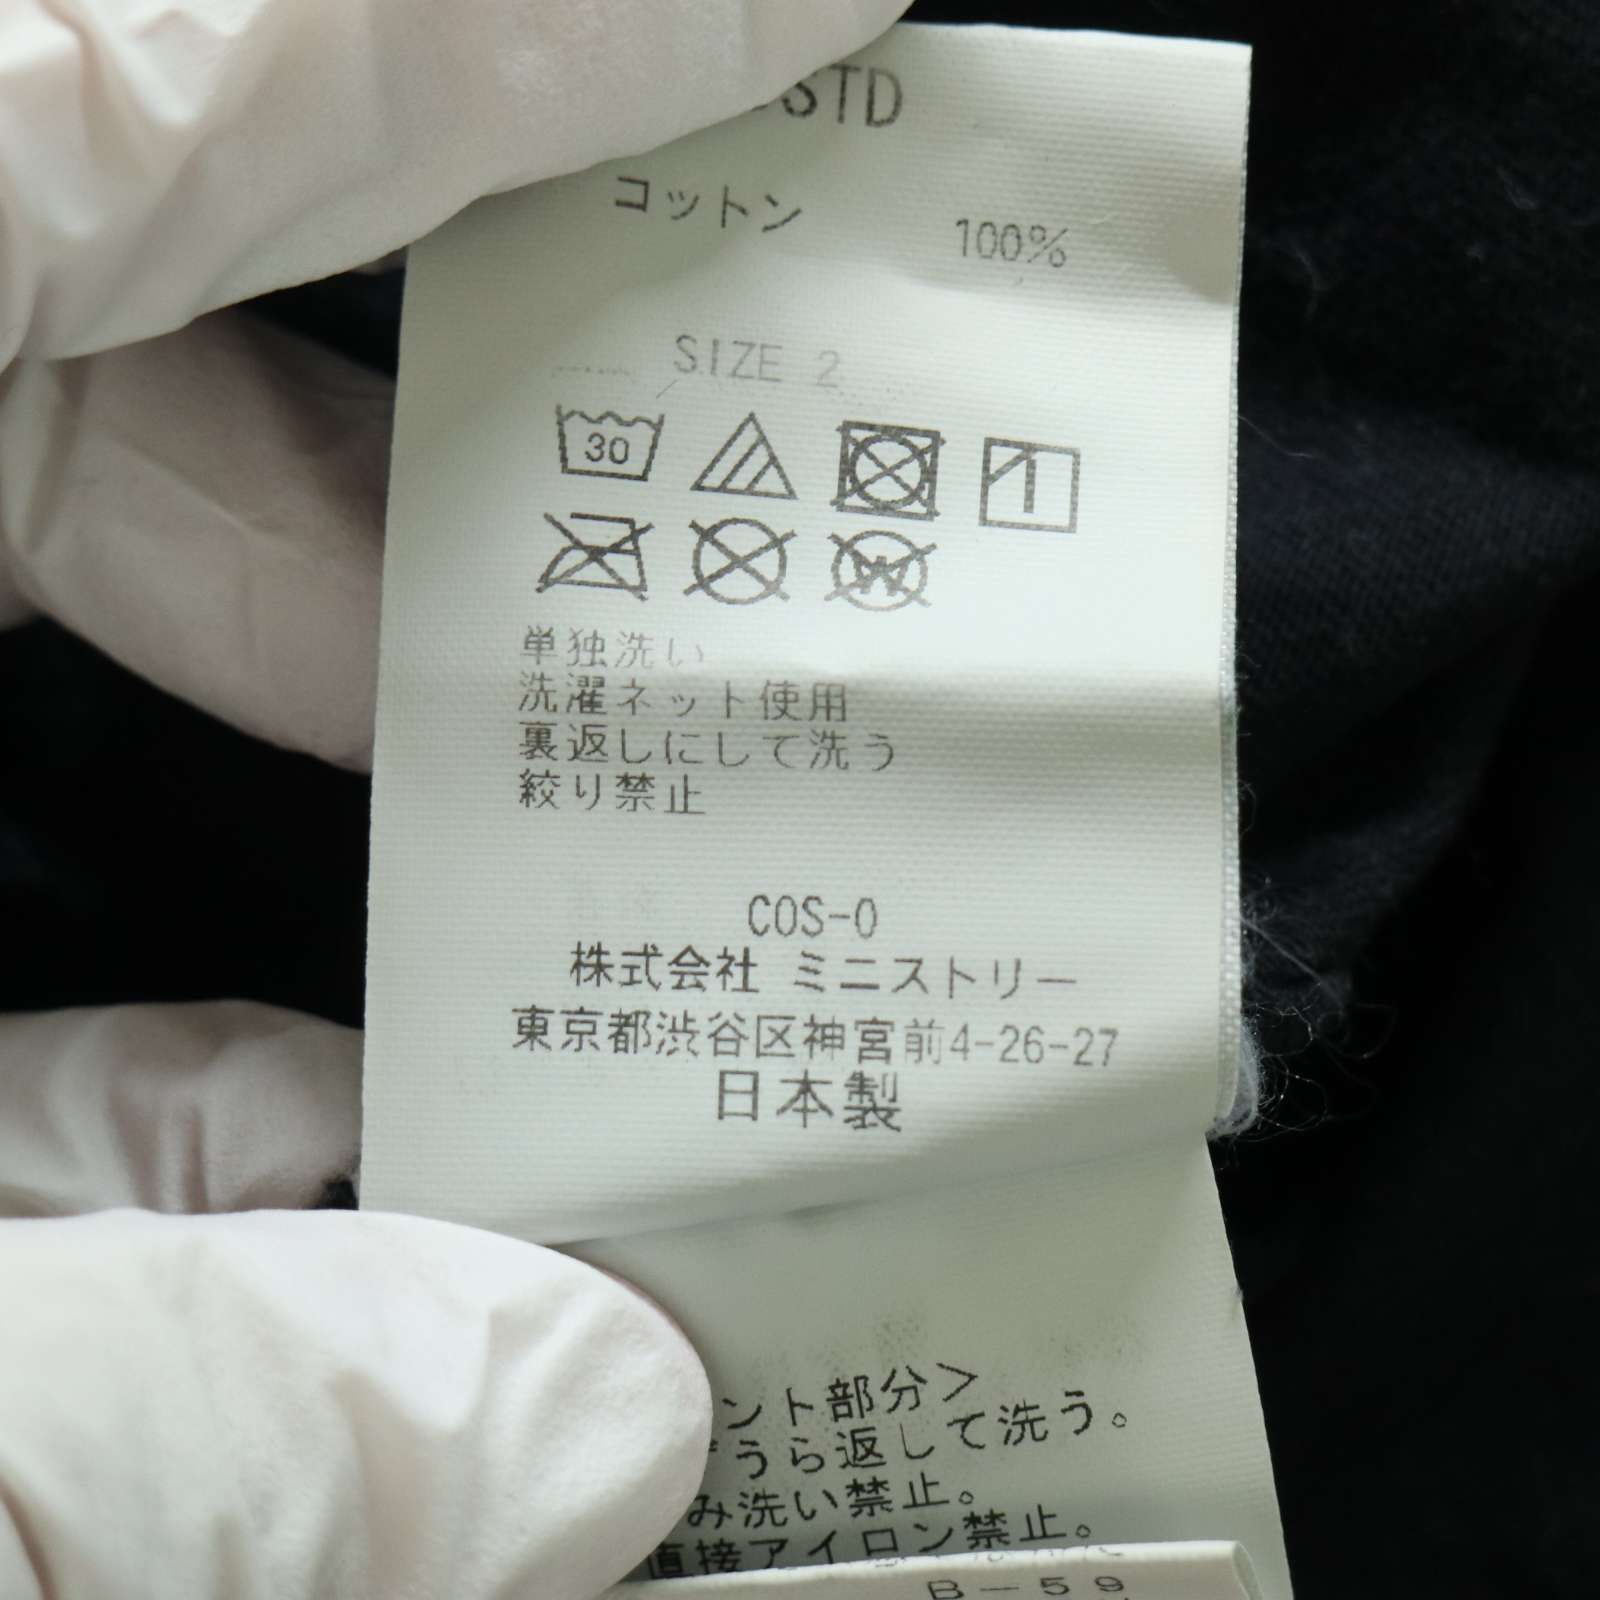 STD
コットン 100%
SIZE 2
30
単独洗い
洗濯ネット使用
裏返しにして洗う
絞り禁止
COS-0
株式会社 ミニストリー
東京都渋谷区神宮前4-26-27
日本製
ント部分>
うら返して洗う。
み洗い禁止。
直接アイロン禁止。
B-59